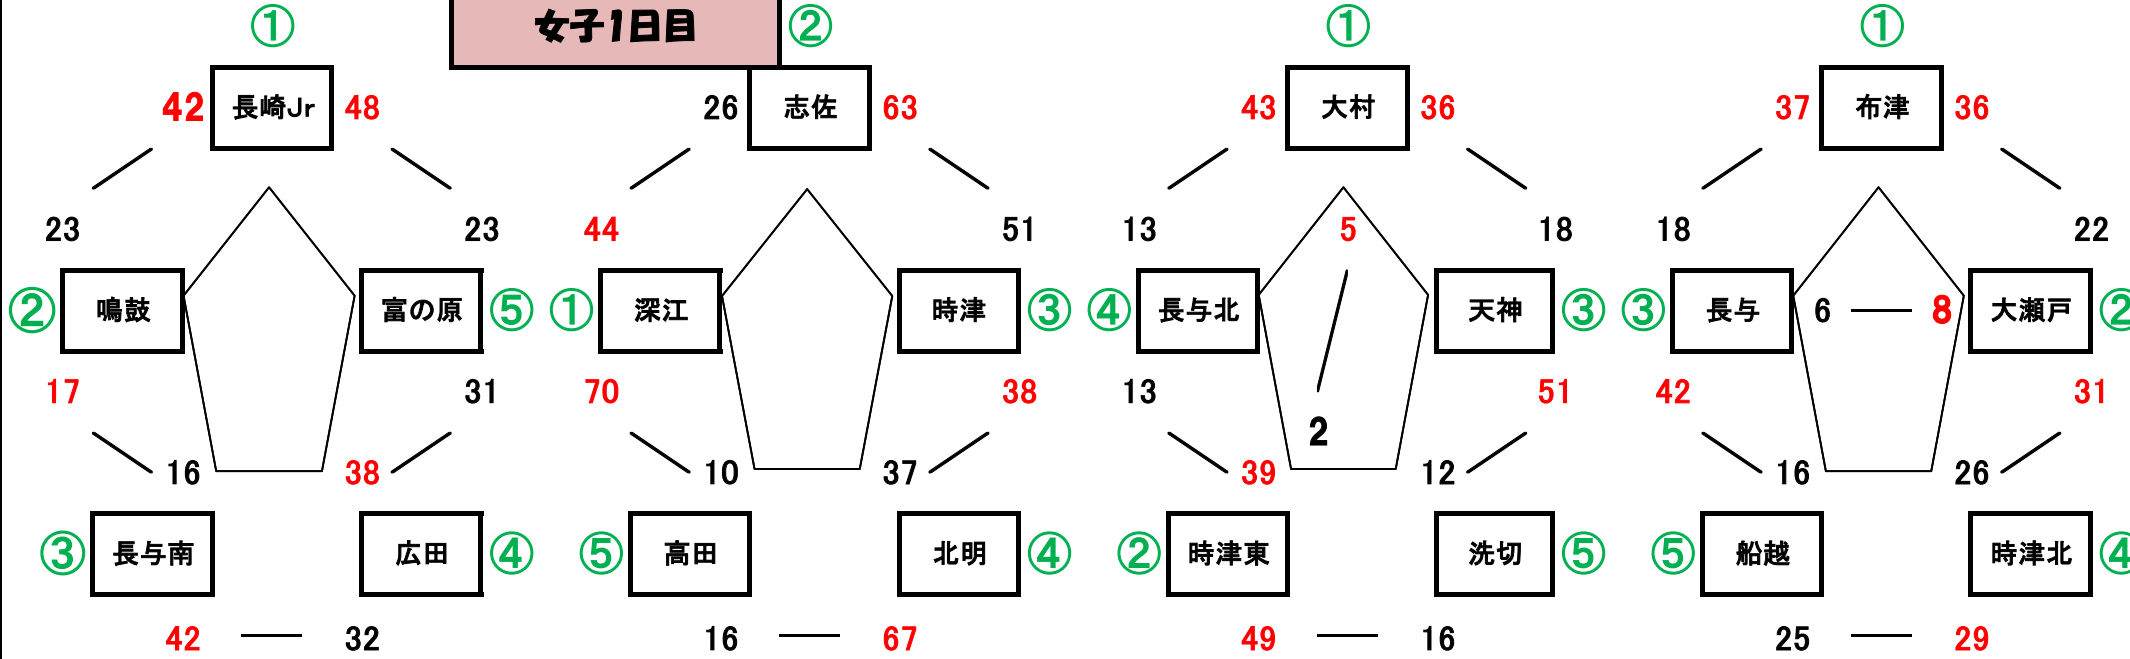 女子1日目
① ② ① ①
42 長崎Jr 48 26 志佐 63 43 大村 36 37 布津 36
23 23 44 51 13 5 18 18 22
② 鳴鼓 富の原 ⑤ ① 深江 時津 ③ ④ 長与北 天神 ③ ③ 長与 6 8 大瀬戸 ②
17 31 70 38 13 51 42 31
16 38 10 37 39 2 12 16 26
③ 長与南 広田 ④ ⑤ 高田 北明 ④ ② 時津東 洗切 ⑤ ⑤ 船越 時津北 ④
42 32 16 67 49 16 25 29